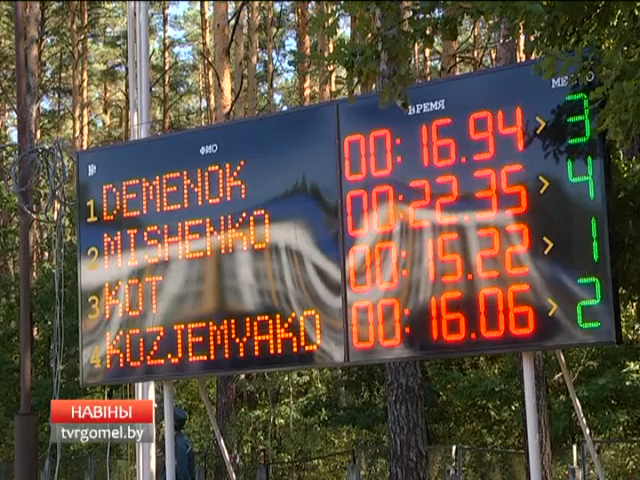 № ФИО ВРЕМЯ МЕСТО
1 DEMENOK 00:16.94 > 3
2 MISHENKO 00:22.35 > 4
3 KOT 00:15.22 > 1
4 KOZJEMYAKO 00:16.06 > 2
НАВІНЫ
tvrgomel.by